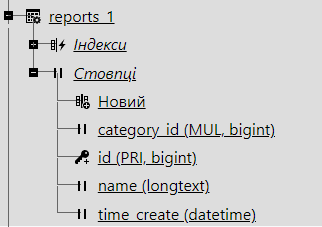 reports_1
Індекси
Стовпці
Новий
category_id (MUL, bigint)
id (PRI, bigint)
name (longtext)
time_create (datetime)